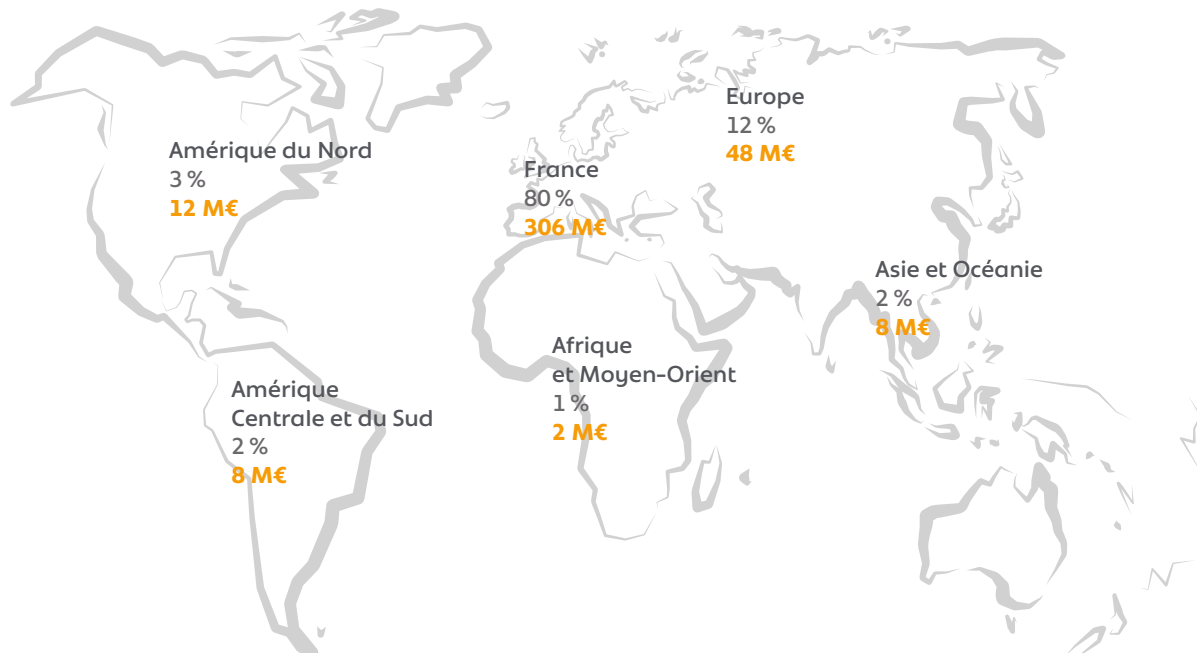 Europe
12 %
48 M€
Amérique du Nord
3 %
12 M€
France
80 %
306 M€
Asie et Océanie
2 %
8 M€
Afrique
et Moyen-Orient
1 %
2 M€
Amérique
Centrale et du Sud
2 %
8 M€